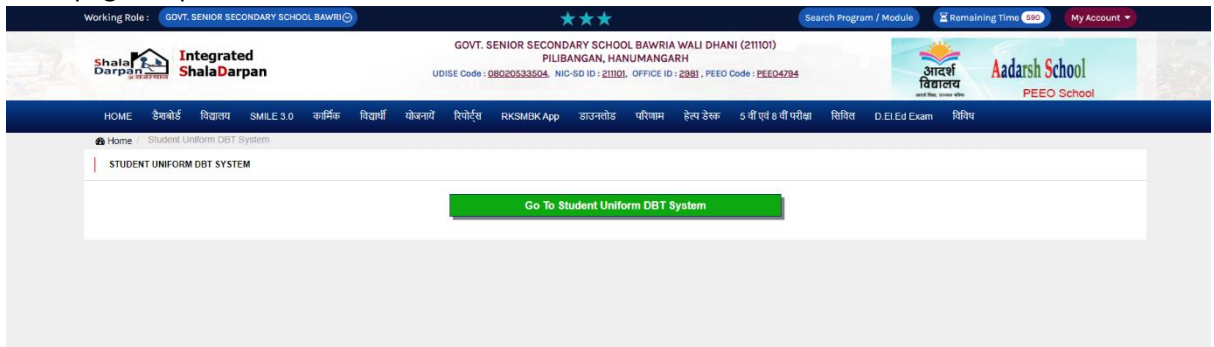 Working Role : GOVT. SENIOR SECONDARY SCHOOL BAWRI
Search Program / Module
Remaining Time 590
My Account
Shala Darpan
Integrated
ShalaDarpan
GOVT. SENIOR SECONDARY SCHOOL BAWRIA WALI DHANI (211101)
PILIBANGAN, HANUMANGARH
UDISE Code : 08020533504, NIC-SD ID : 211101, OFFICE ID : 2981 , PEEO Code : PEEO4794
आदर्श
विद्यालय
Aadarsh School
PEEO School
HOME डैशबोर्ड विद्यालय SMILE 3.0 कार्मिक विद्यार्थी योजनायें रिपोर्ट्स RKSMBK App डाउनलोड परिणाम हेल्प डेस्क 5 वीं एवं 8 वीं परीक्षा सिविल D.El.Ed Exam विविध
Home / Student Uniform DBT System
STUDENT UNIFORM DBT SYSTEM
Go To Student Uniform DBT System